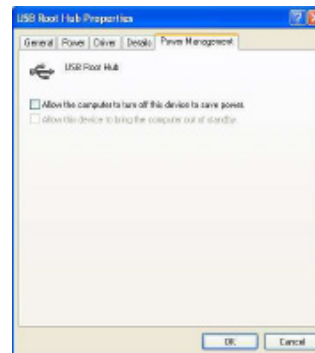 USB Root Hub Properties
General Power Driver Details Power Management
USB Root Hub
Allow the computer to turn off this device to save power.
Allow this device to bring the computer out of standby.
OK Cancel